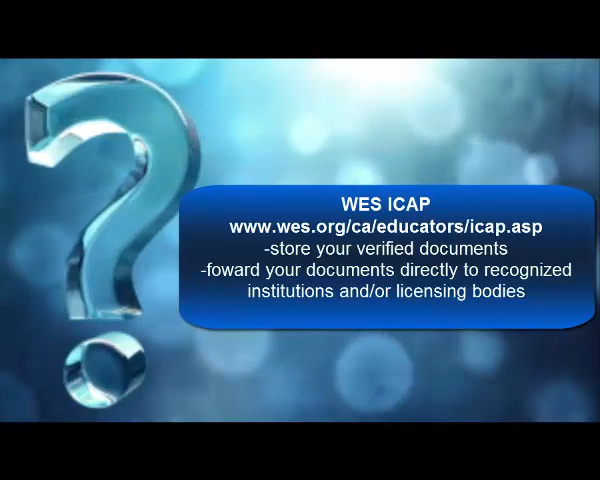 WES ICAP
www.wes.org/ca/educators/icap.asp
-store your verified documents
-foward your documents directly to recognized
institutions and/or licensing bodies